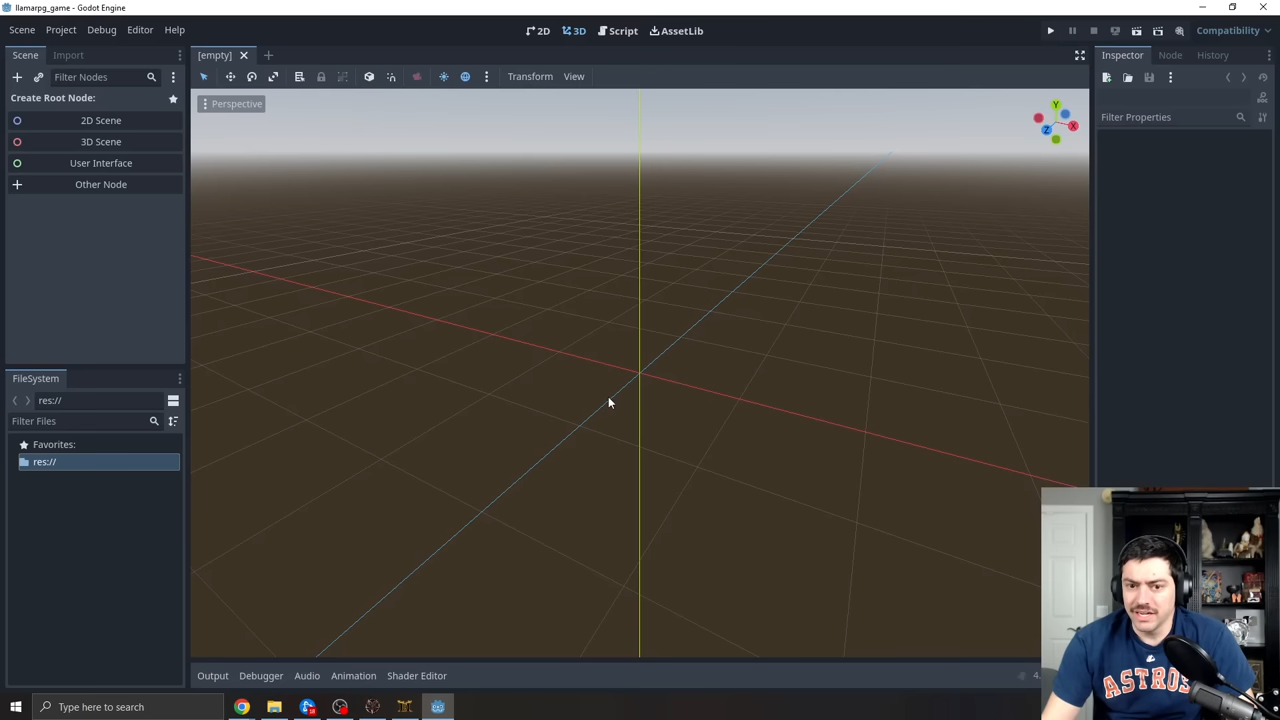 llamarpg_game - Godot Engine
Scene Project Debug Editor Help
2D 3D Script AssetLib
Compatibility
Scene Import
[empty]
Inspector Node History
Filter Nodes
Transform View
Create Root Node:
Perspective
Y
X
Z
Filter Properties
2D Scene
3D Scene
User Interface
Other Node
FileSystem
res://
Filter Files
Favorites:
res://
ASTROS
Output Debugger Audio Animation Shader Editor
4.
Type here to search